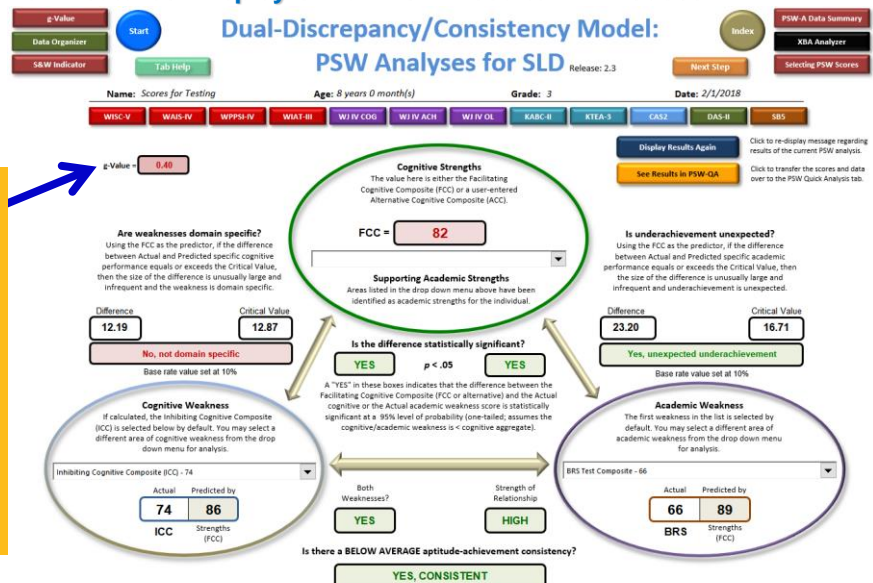 g-Value
Data Organizer
S&W Indicator
Start
Tab Help
Dual-Discrepancy/Consistency Model:
PSW Analyses for SLD Release: 2.3
Index
Next Step
PSW-A Data Summary
XBA Analyzer
Selecting PSW Scores
Name: Scores for Testing Age: 8 years 0 month(s) Grade: 3 Date: 2/1/2018
WISC-V WAIS-IV WPPSI-IV WIAT-III WJ IV COG WJ IV ACH WJ IV OL KABC-II KTEA-3 CAS2 DAS-II SB5
g-Value = 0.40
Display Results Again
Click to re-display message regarding
results of the current PSW analysis.
See Results in PSW-QA
Click to transfer the scores and data
over to the PSW Quick Analysis tab.
Cognitive Strengths
The value here is either the Facilitating
Cognitive Composite (FCC) or a user-entered
Alternative Cognitive Composite (ACC).
FCC = 82
Supporting Academic Strengths
Areas listed in the drop down menu above have been
identified as academic strengths for the individual.
Are weaknesses domain specific?
Using the FCC as the predictor, if the difference
between Actual and Predicted specific cognitive
performance equals or exceeds the Critical Value,
then the size of the difference is unusually large and
infrequent and the weakness is domain specific.
Difference Critical Value
12.19 12.87
No, not domain specific
Base rate value set at 10%
Is underachievement unexpected?
Using the FCC as the predictor, if the difference
between Actual and Predicted specific academic
performance equals or exceeds the Critical Value, then
the size of the difference is unusually large and
infrequent and underachievement is unexpected.
Difference Critical Value
23.20 16.71
Yes, unexpected underachievement
Base rate value set at 10%
Is the difference statistically significant?
YES p < .05 YES
A "YES" in these boxes indicates that the difference between the
Facilitating Cognitive Composite (FCC or alternative) and the Actual
cognitive or the Actual academic weakness score is statistically
significant at a 95% level of probability (one-tailed; assumes the
cognitive/academic weakness is < cognitive aggregate).
Cognitive Weakness
If calculated, the Inhibiting Cognitive Composite
(ICC) is selected below by default. You may select a
different area of cognitive weakness from the drop
down menu for analysis.
Inhibiting Cognitive Composite (ICC) - 74
Actual Predicted by
74 86
ICC Strengths
(FCC)
Academic Weakness
The first weakness in the list is selected by
default. You may select a different area of
academic weakness from the drop down menu
for analysis.
BRS Test Composite - 66
Actual Predicted by
66 89
BRS Strengths
(FCC)
Both
Weaknesses?
YES
Strength of
Relationship
HIGH
Is there a BELOW AVERAGE aptitude-achievement consistency?
YES, CONSISTENT